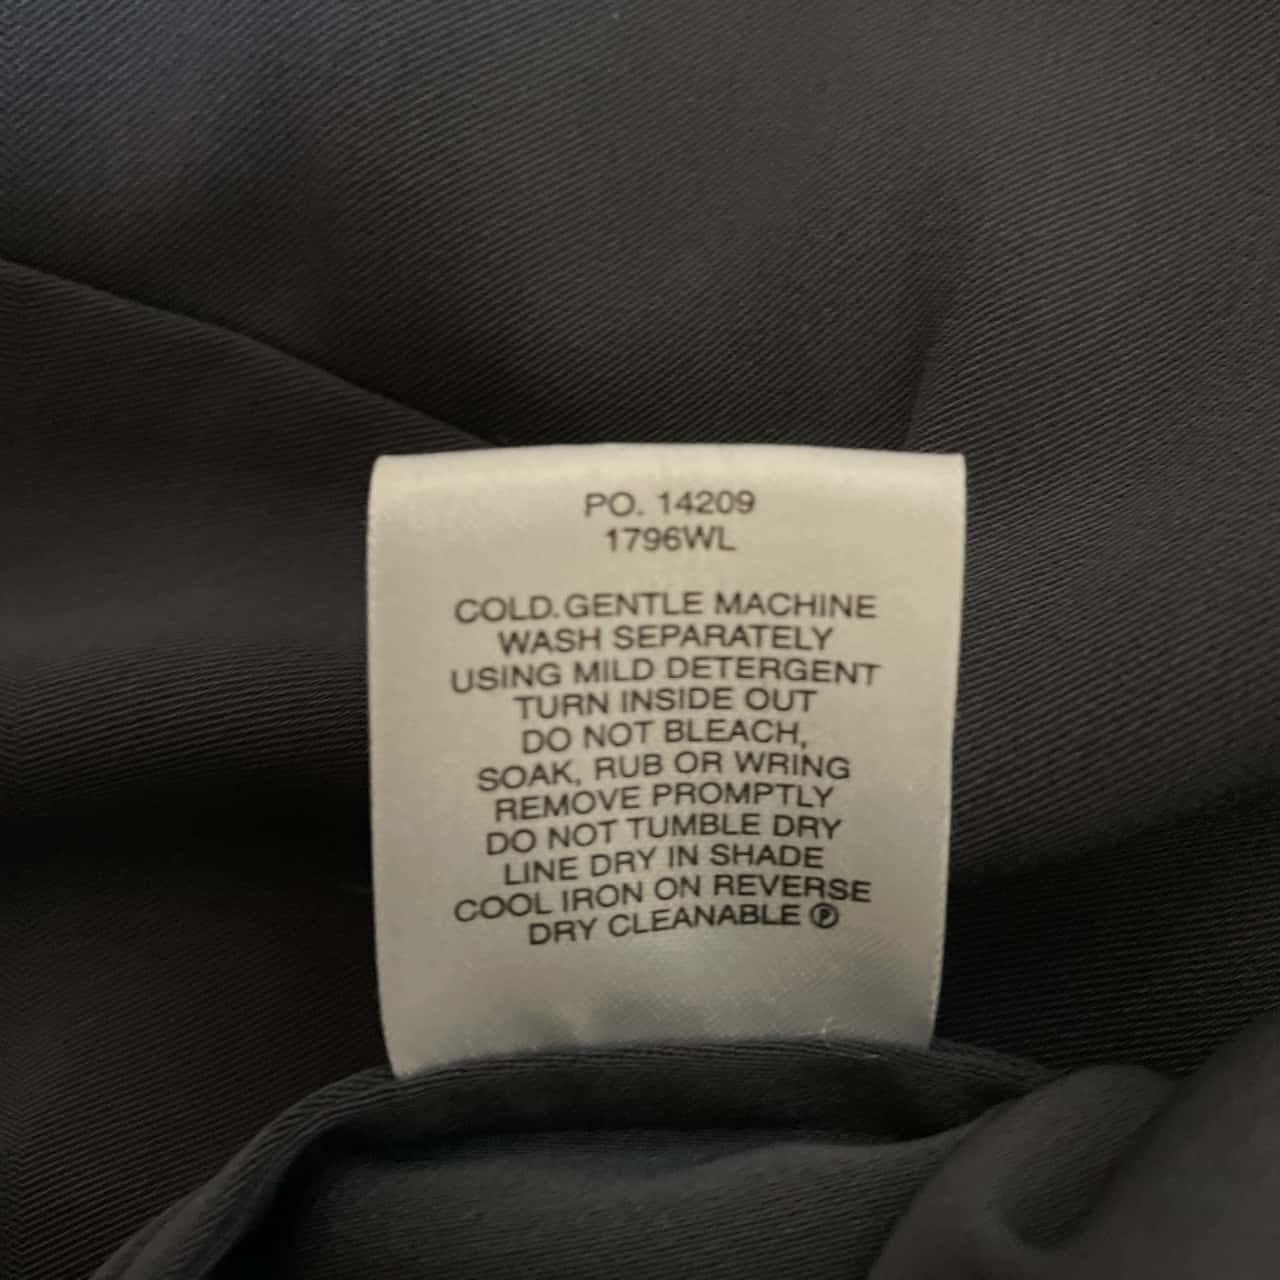 PO. 14209
1796WL
COLD.GENTLE MACHINE
WASH SEPARATELY
USING MILD DETERGENT
TURN INSIDE OUT
DO NOT BLEACH,
SOAK, RUB OR WRING
REMOVE PROMPTLY
DO NOT TUMBLE DRY
LINE DRY IN SHADE
COOL IRON ON REVERSE
DRY CLEANABLE Ⓟ